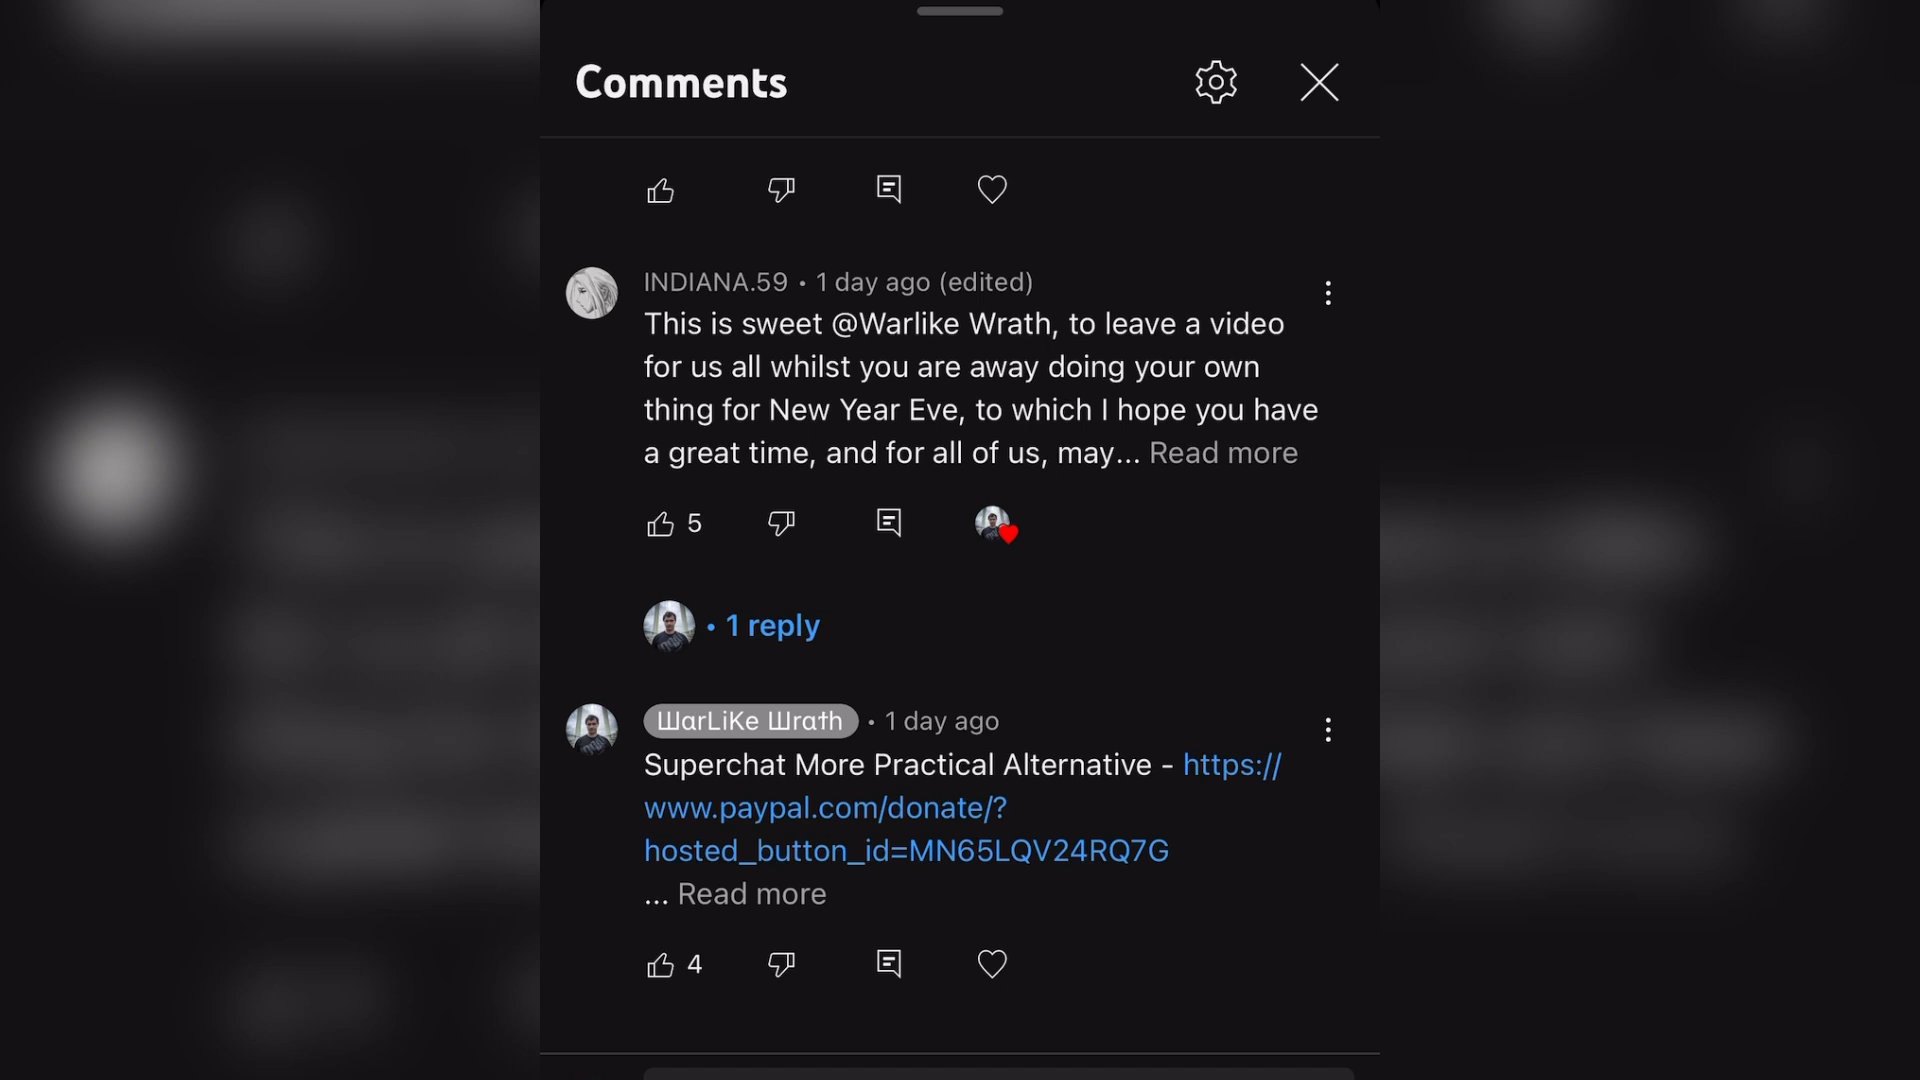 Comments
INDIANA.59 • 1 day ago (edited)
This is sweet @Warlike Wrath, to leave a video
for us all whilst you are away doing your own
thing for New Year Eve, to which I hope you have
a great time, and for all of us, may... Read more
5
• 1 reply
ШarLiKe Шrαth • 1 day ago
Superchat More Practical Alternative - https://
www.paypal.com/donate/?
hosted_button_id=MN65LQV24RQ7G
... Read more
4